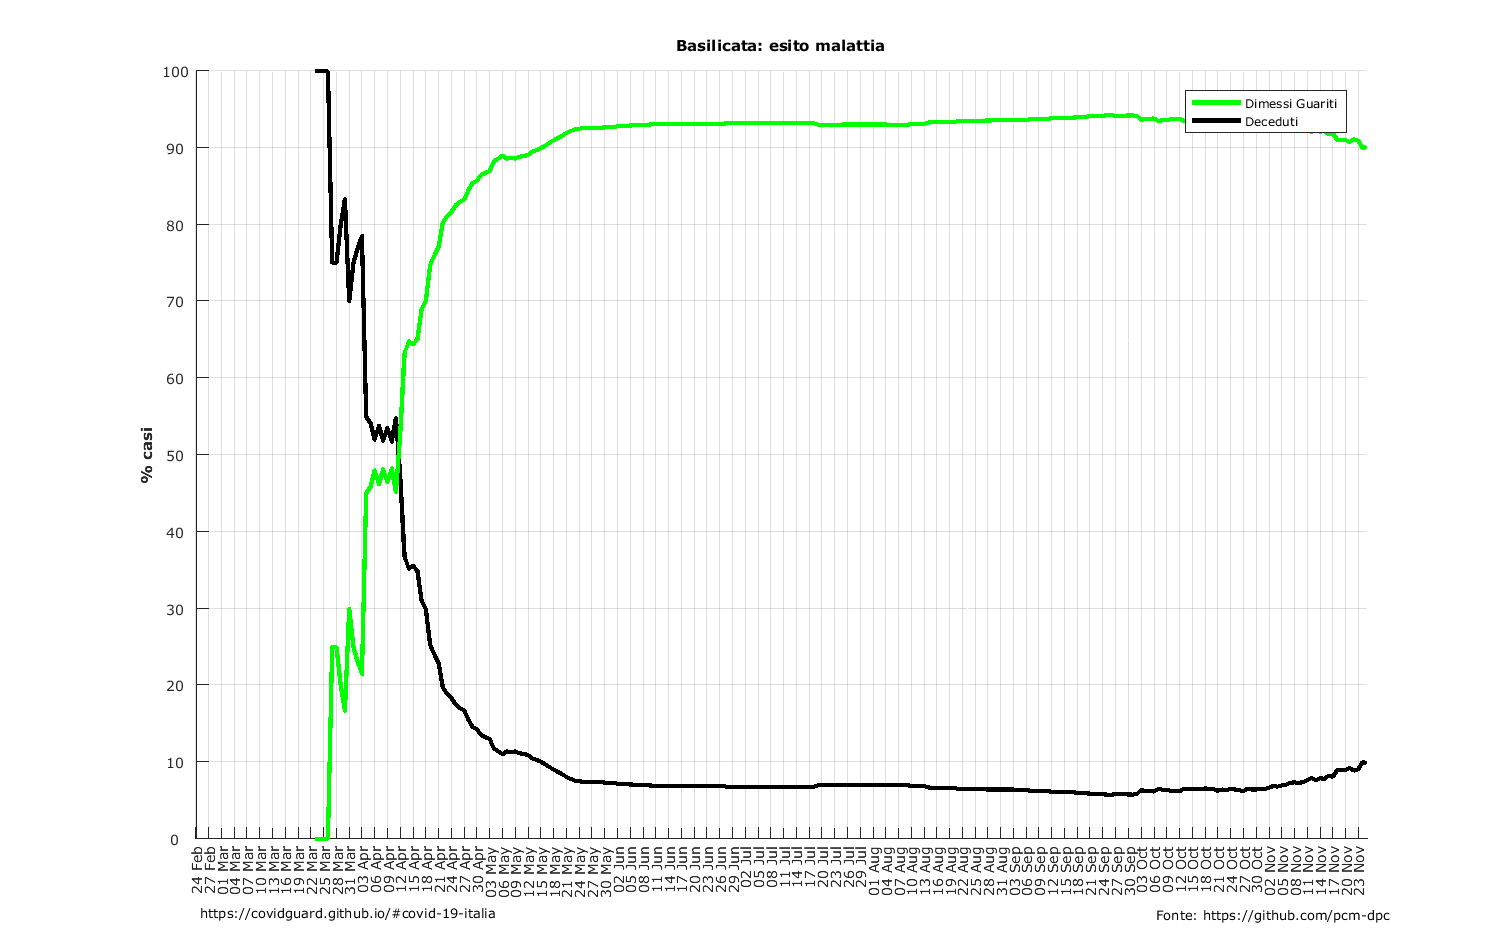 Basilicata: esito malattia
Dimessi Guariti
Deceduti
% casi
100
90
80
70
60
50
40
30
20
10
0
24 Feb
27 Feb
01 Mar
04 Mar
07 Mar
10 Mar
13 Mar
16 Mar
19 Mar
22 Mar
25 Mar
28 Mar
31 Mar
03 Apr
06 Apr
09 Apr
12 Apr
15 Apr
18 Apr
21 Apr
24 Apr
27 Apr
30 Apr
03 May
06 May
09 May
12 May
15 May
18 May
21 May
24 May
27 May
30 May
02 Jun
05 Jun
08 Jun
11 Jun
14 Jun
17 Jun
20 Jun
23 Jun
26 Jun
29 Jun
02 Jul
05 Jul
08 Jul
11 Jul
14 Jul
17 Jul
20 Jul
23 Jul
26 Jul
29 Jul
01 Aug
04 Aug
07 Aug
10 Aug
13 Aug
16 Aug
19 Aug
22 Aug
25 Aug
28 Aug
31 Aug
03 Sep
06 Sep
09 Sep
12 Sep
15 Sep
18 Sep
21 Sep
24 Sep
27 Sep
30 Sep
03 Oct
06 Oct
09 Oct
12 Oct
15 Oct
18 Oct
21 Oct
24 Oct
27 Oct
30 Oct
02 Nov
05 Nov
08 Nov
11 Nov
14 Nov
17 Nov
20 Nov
23 Nov
https://covidguard.github.io/#covid-19-italia
Fonte: https://github.com/pcm-dpc